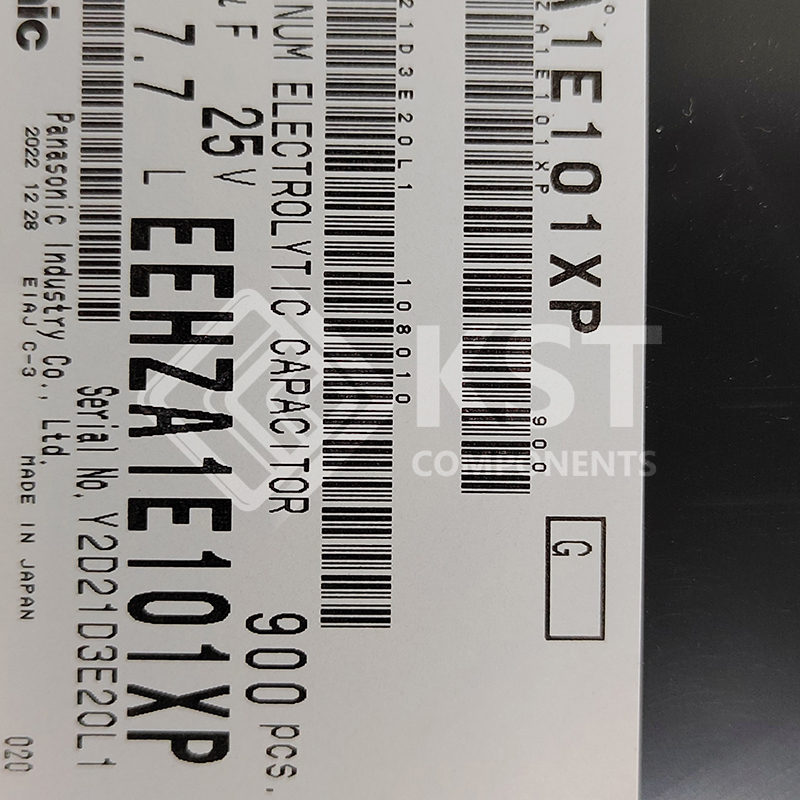 A1E101XP
ZA1E101XP 900
21D3E20L1 108010
NUM ELECTROLYTIC CAPACITOR 900 pcs.
F 25V
7.7 L EEHZA1E101XP
Serial No. Y2D21D3E20L1
Panasonic Industry Co., Ltd.
2022 12 28 EIAJ C-3 MADE IN JAPAN 020
nic
G
KST
COMPONENTS